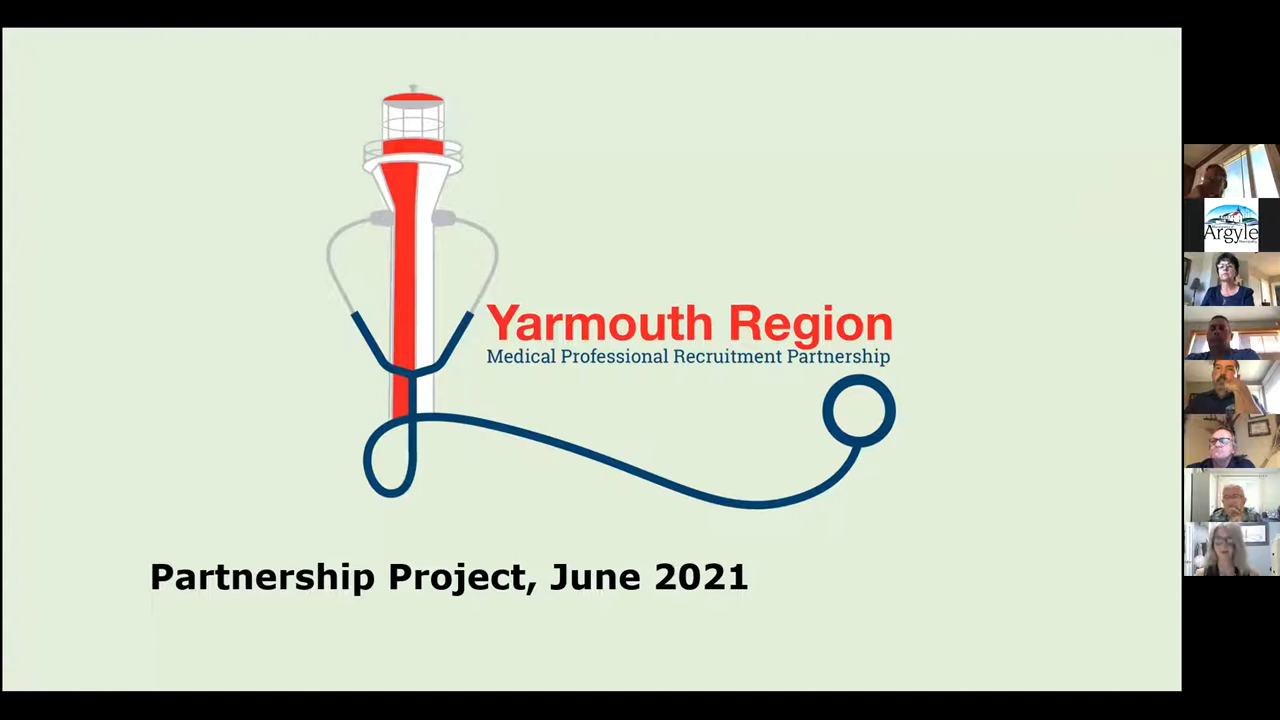 Yarmouth Region
Medical Professional Recruitment Partnership
Partnership Project, June 2021
Argyle